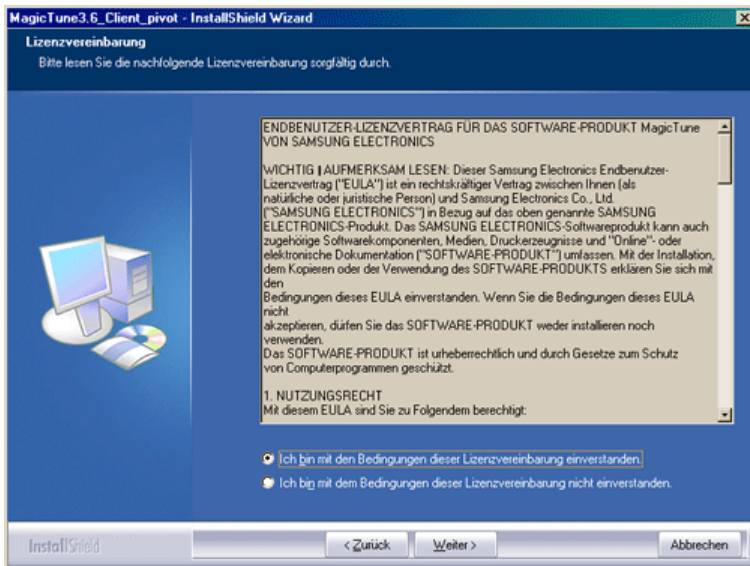 MagicTune3.6_Client_pivot - InstallShield Wizard
Lizenzvereinbarung
Bitte lesen Sie die nachfolgende Lizenzvereinbarung sorgfältig durch.
ENDBENUTZER-LIZENZVERTRAG FÜR DAS SOFTWARE-PRODUKT MagicTune
VON SAMSUNG ELECTRONICS
WICHTIG | AUFMERKSAM LESEN: Dieser Samsung Electronics Endbenutzer-
Lizenzvertrag ("EULA") ist ein rechtskräftiger Vertrag zwischen Ihnen (als
natürliche oder juristische Person) und Samsung Electronics Co., Ltd.
("SAMSUNG ELECTRONICS") in Bezug auf das oben genannte SAMSUNG
ELECTRONICS-Produkt. Das SAMSUNG ELECTRONICS-Softwareprodukt kann auch
zugehörige Softwarekomponenten, Medien, Druckerzeugnisse und "Online"- oder
elektronische Dokumentation ("SOFTWARE-PRODUKT") umfassen. Mit der Installation,
dem Kopieren oder der Verwendung des SOFTWARE-PRODUKTS erklären Sie sich mit
den
Bedingungen dieses EULA einverstanden. Wenn Sie die Bedingungen dieses EULA
nicht
akzeptieren, dürfen Sie das SOFTWARE-PRODUKT weder installieren noch
verwenden.
Das SOFTWARE-PRODUKT ist urheberrechtlich und durch Gesetze zum Schutz
von Computerprogrammen geschützt.
1. NUTZUNGSRECHT
Mit diesem EULA sind Sie zu Folgendem berechtigt:
Ich bin mit den Bedingungen dieser Lizenzvereinbarung einverstanden.
Ich bin mit dem Bedingungen dieser Lizenzvereinbarung nicht einverstanden.
InstallShield
< Zurück
Weiter >
Abbrechen